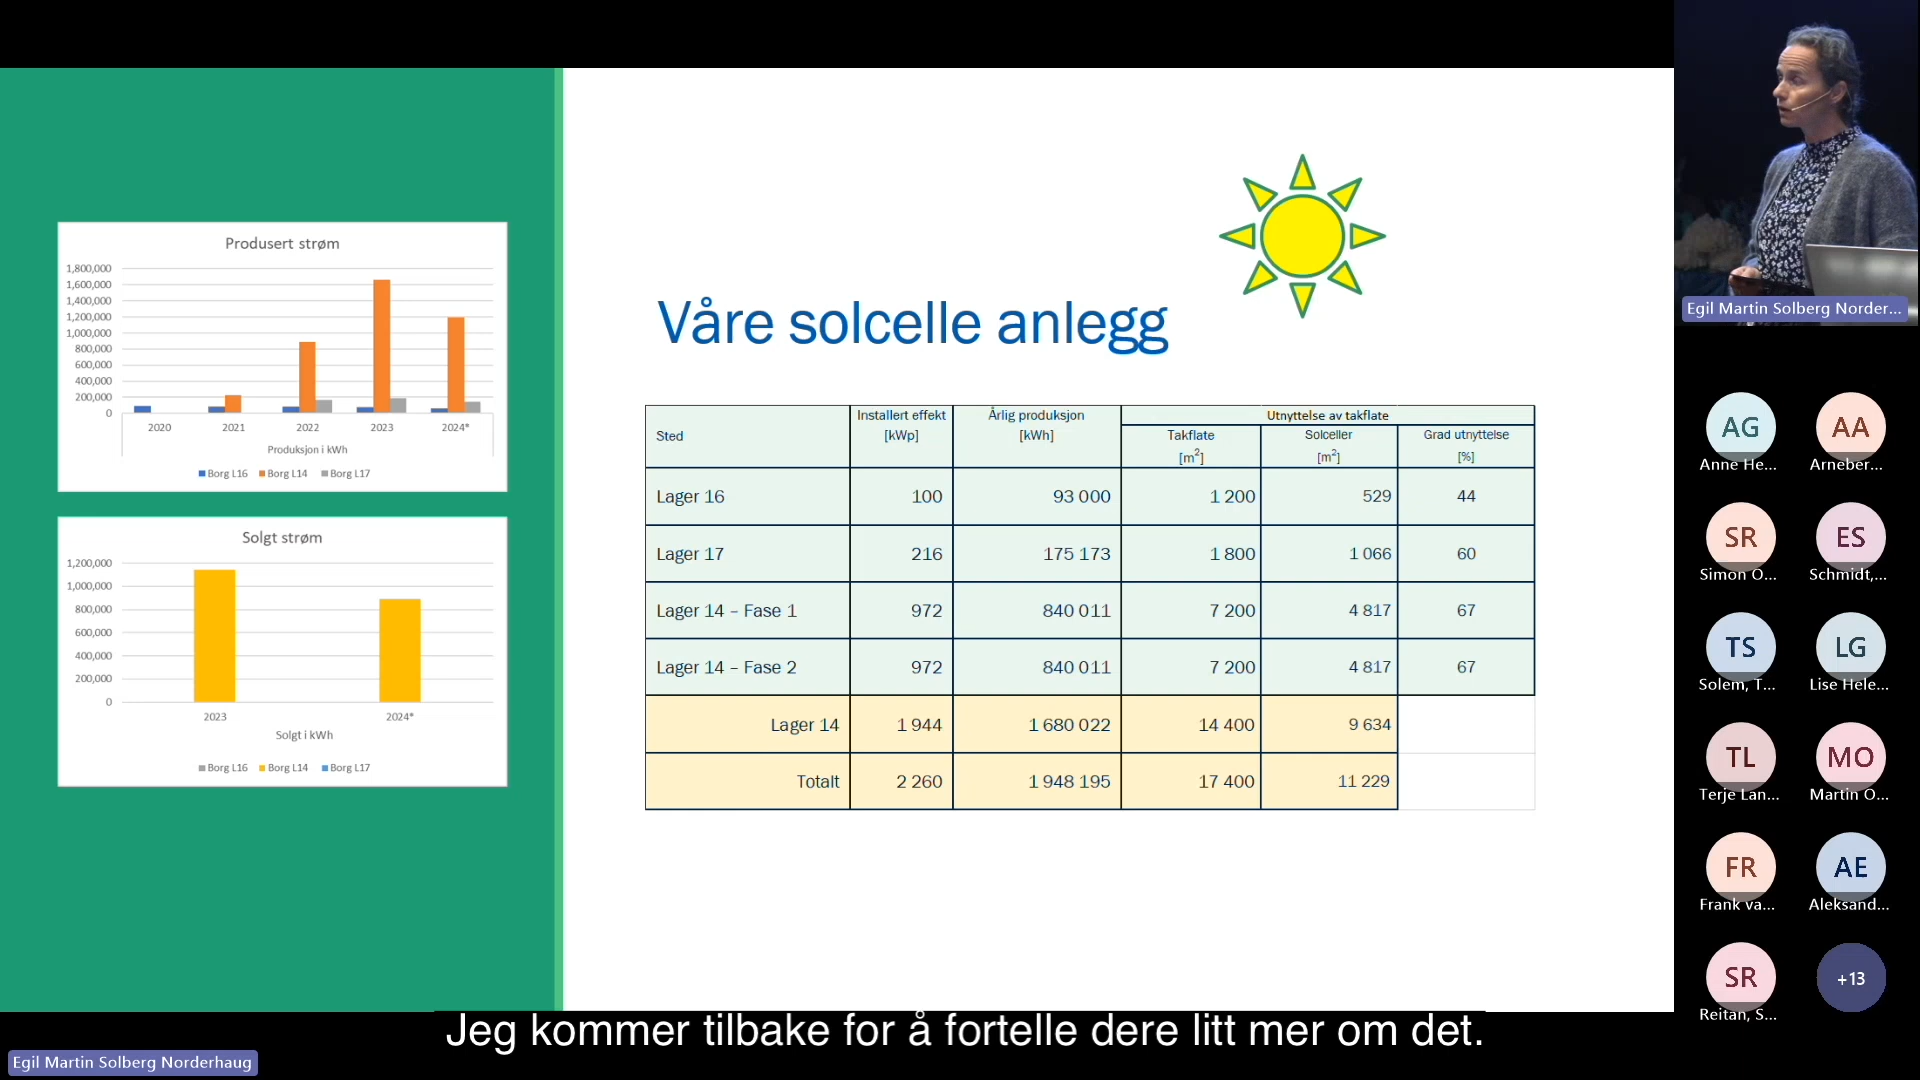 Produsert strøm
1,800,000
1,600,000
1,400,000
1,200,000
1,000,000
800,000
600,000
400,000
200,000
0
2020 2021 2022 2023 2024*
Produksjon i kWh
Borg L16 Borg L14 Borg L17
Solgt strøm
1,200,000
1,000,000
800,000
600,000
400,000
200,000
0
2023 2024*
Solgt i kWh
Borg L16 Borg L14 Borg L17
Våre solcelle anlegg
Sted Installert effekt [kWp] Årlig produksjon [kWh] Utnyttelse av takflate
Takflate [m²] Solceller [m²] Grad utnyttelse [%]
Lager 16 100 93 000 1 200 529 44
Lager 17 216 175 173 1 800 1 066 60
Lager 14 – Fase 1 972 840 011 7 200 4 817 67
Lager 14 – Fase 2 972 840 011 7 200 4 817 67
Lager 14 1 944 1 680 022 14 400 9 634
Totalt 2 260 1 948 195 17 400 11 229
Egil Martin Solberg Norder...
AG AA
Anne He... Arneber...
SR ES
Simon O... Schmidt,...
TS LG
Solem, T... Lise Hele...
TL MO
Terje Lan... Martin O...
FR AE
Frank va... Aleksand...
SR +13
Reitan, S...
Jeg kommer tilbake for å fortelle dere litt mer om det.
Egil Martin Solberg Norderhaug